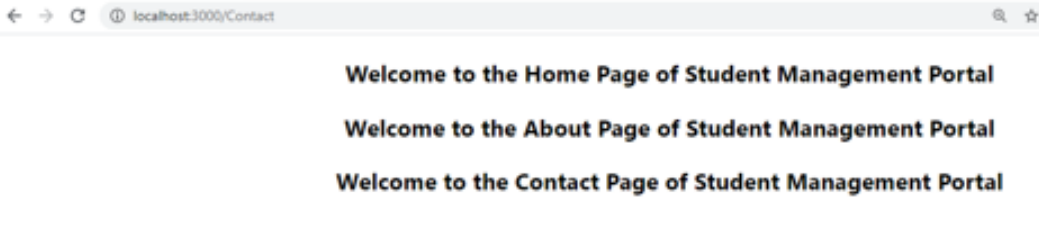 localhost:3000/Contact
Welcome to the Home Page of Student Management Portal
Welcome to the About Page of Student Management Portal
Welcome to the Contact Page of Student Management Portal